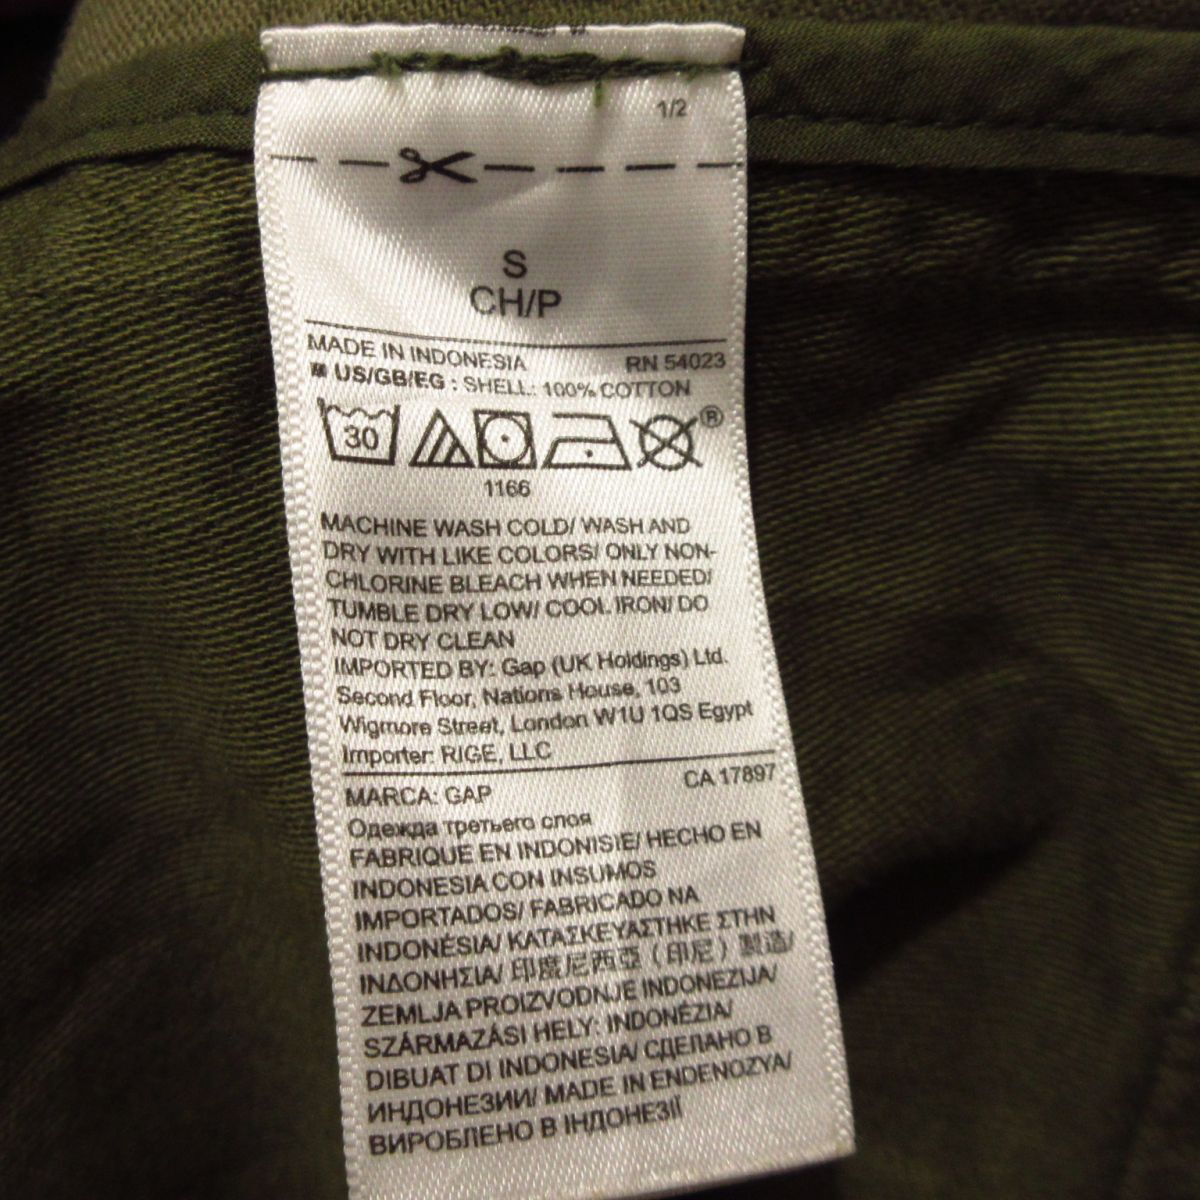 1/2
S
CH/P
MADE IN INDONESIA RN 54023
US/GB/EG : SHELL: 100% COTTON
30 ®
1166
MACHINE WASH COLD/ WASH AND
DRY WITH LIKE COLORS/ ONLY NON-
CHLORINE BLEACH WHEN NEEDED/
TUMBLE DRY LOW/ COOL IRON/ DO
NOT DRY CLEAN
IMPORTED BY: Gap (UK Holdings) Ltd.
Second Floor, Nations House, 103
Wigmore Street, London W1U 1QS Egypt
Importer: RIGE, LLC
MARCA: GAP CA 17897
Одежда третьего слоя
FABRIQUE EN INDONISIE/ HECHO EN
INDONESIA CON INSUMOS
IMPORTADOS/ FABRICADO NA
INDONÉSIA/ ΚΑΤΑΣΚΕΥΑΣΤΗΚΕ ΣΤΗΝ
ΙΝΔΟΝΗΣΙΑ/ 印度尼西亞（印尼）製造/
ZEMLJA PROIZVODNJE INDONEZIJA/
SZÁRMAZÁSI HELY: INDONÉZIA/
DIBUAT DI INDONESIA/ СДЕЛАНО В
ИНДОНЕЗИИ/ MADE IN ENDENOZYA/
ВИРОБЛЕНО В ІНДОНЕЗІЇ